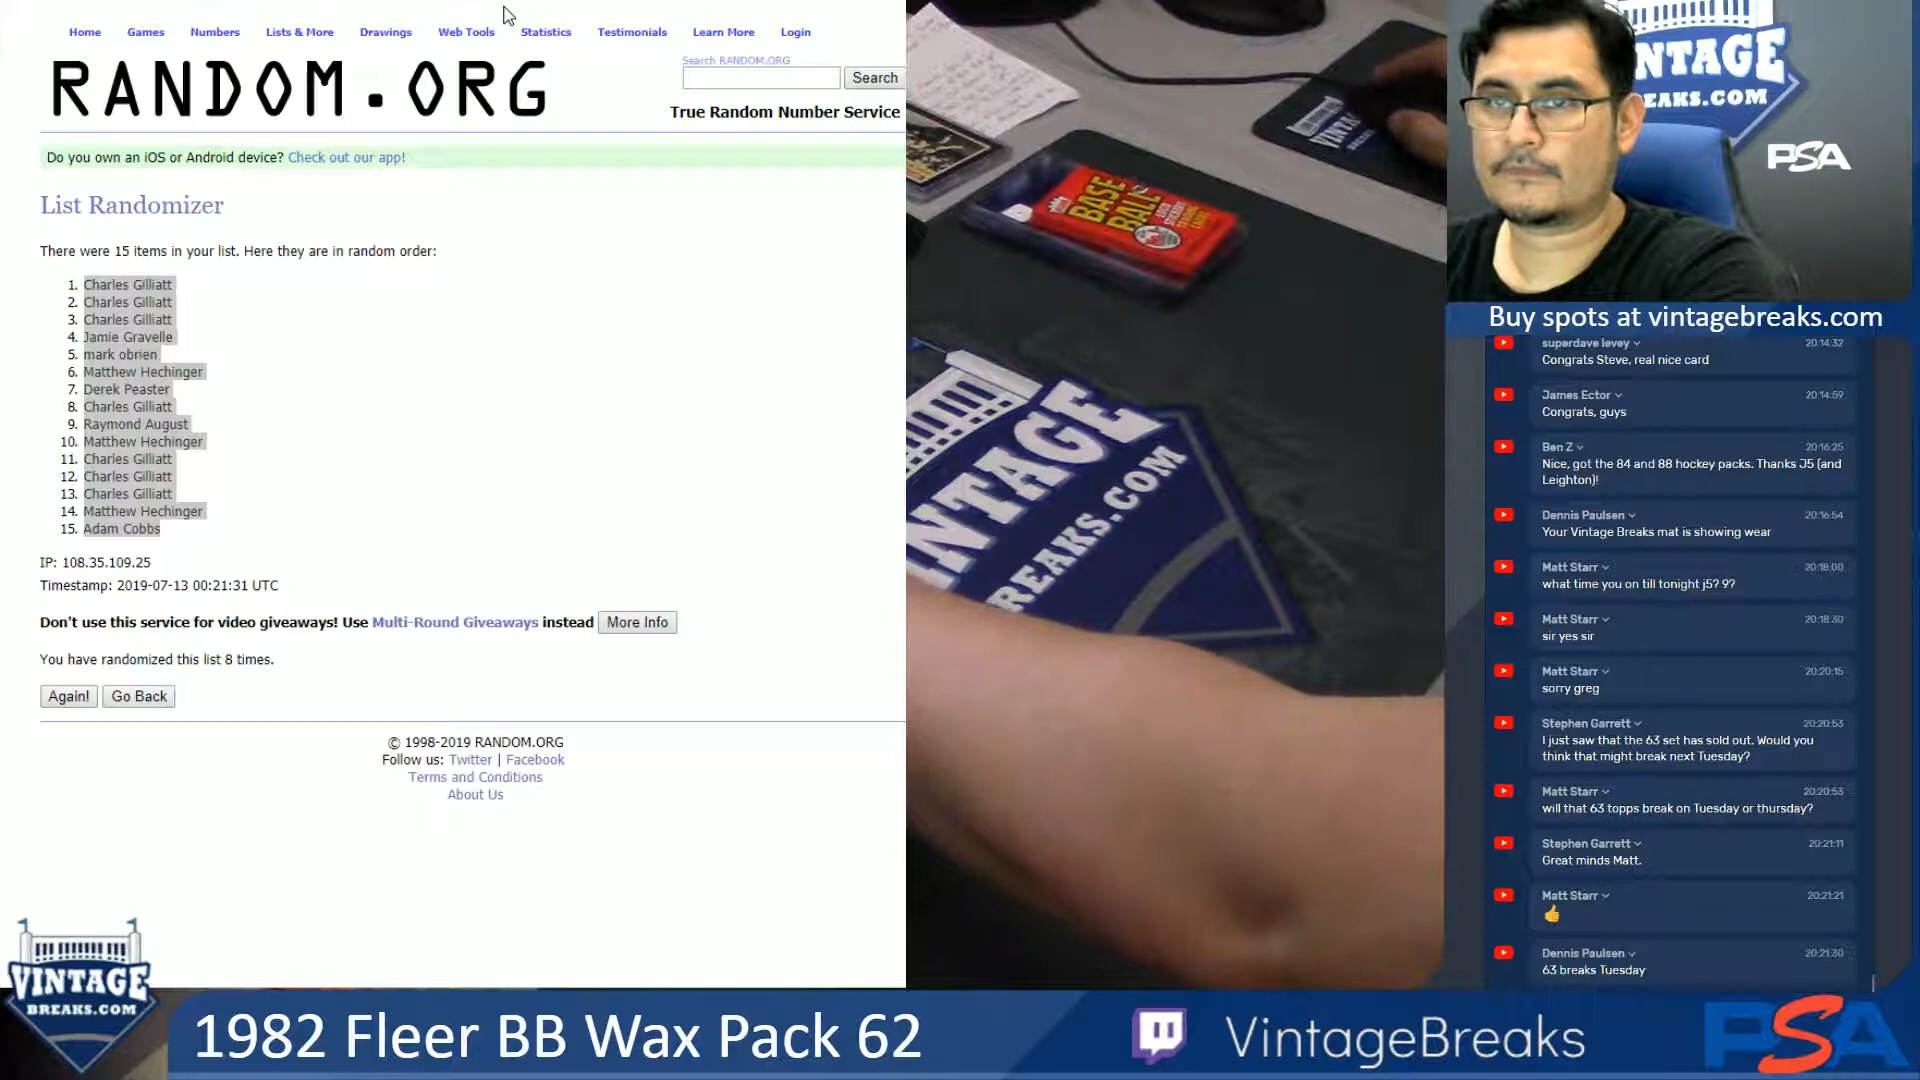 Home Games Numbers Lists & More Drawings Web Tools Statistics Testimonials Learn More Login
RANDOM.ORG
Search RANDOM.ORG
Search
True Random Number Service
Do you own an iOS or Android device? Check out our app!
List Randomizer
There were 15 items in your list. Here they are in random order:
1. Charles Gilliatt
2. Charles Gilliatt
3. Charles Gilliatt
4. Jamie Gravelle
5. mark obrien
6. Matthew Hechinger
7. Derek Peaster
8. Charles Gilliatt
9. Raymond August
10. Matthew Hechinger
11. Charles Gilliatt
12. Charles Gilliatt
13. Charles Gilliatt
14. Matthew Hechinger
15. Adam Cobbs
IP: 108.35.109.25
Timestamp: 2019-07-13 00:21:31 UTC
Don't use this service for video giveaways! Use Multi-Round Giveaways instead More Info
You have randomized this list 8 times.
Again! Go Back
© 1998-2019 RANDOM.ORG
Follow us: Twitter | Facebook
Terms and Conditions
About Us
BASE
BALL
VINTAGE
INTAGE
REAKS.COM
NTAGE
EAKS.COM
PSA
Buy spots at vintagebreaks.com
superdave levey 20:14:32
Congrats Steve, real nice card
James Ector 20:14:59
Congrats, guys
Ben Z 20:16:25
Nice, got the 84 and 88 hockey packs. Thanks J5 (and
Leighton)!
Dennis Paulsen 20:16:54
Your Vintage Breaks mat is showing wear
Matt Starr 20:18:00
what time you on till tonight j5? 9?
Matt Starr 20:18:30
sir yes sir
Matt Starr 20:20:15
sorry greg
Stephen Garrett 20:20:53
I just saw that the 63 set has sold out. Would you
think that might break next Tuesday?
Matt Starr 20:20:53
will that 63 topps break on Tuesday or thursday?
Stephen Garrett 20:21:11
Great minds Matt.
Matt Starr 20:21:21
👍
Dennis Paulsen 20:21:30
63 breaks Tuesday
VINTAGE
BREAKS.COM
1982 Fleer BB Wax Pack 62
VintageBreaks
PSA